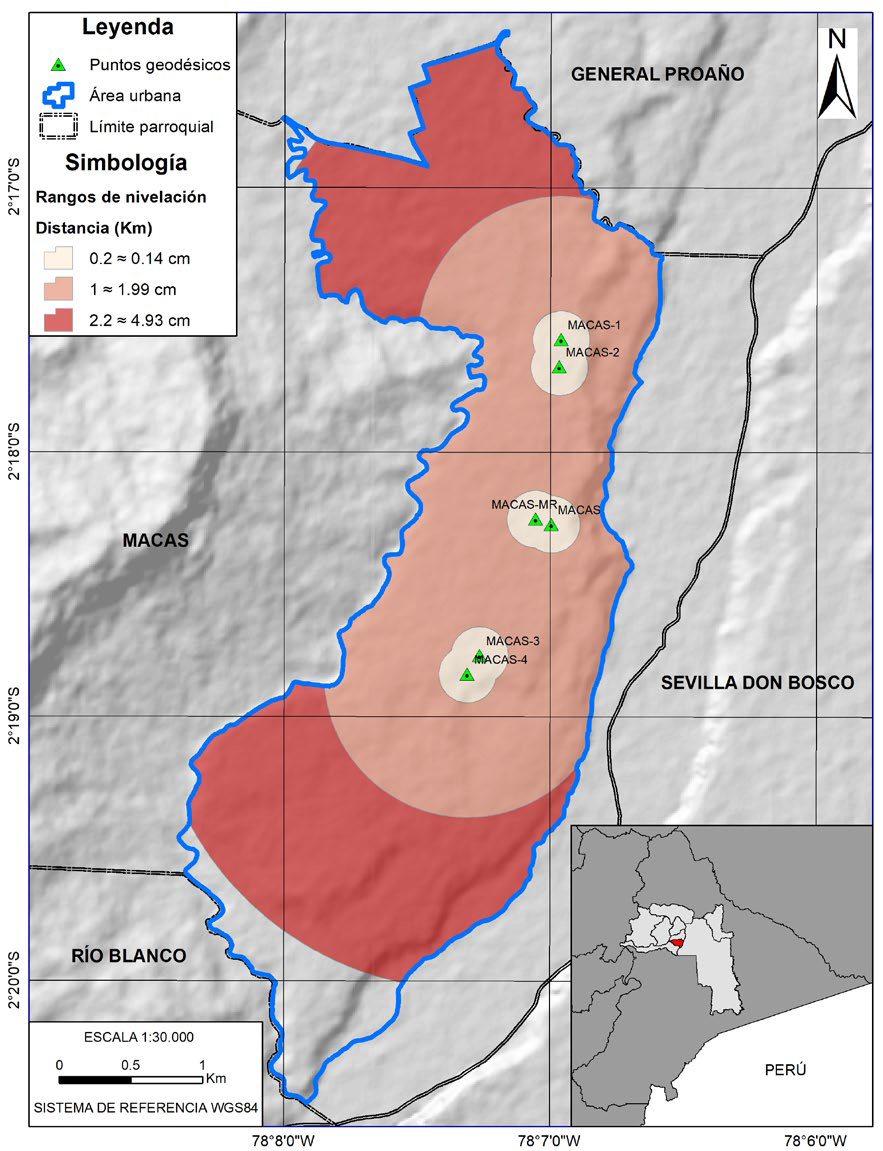 Leyenda
Puntos geodésicos
Área urbana
Límite parroquial
Simbología
Rangos de nivelación
Distancia (Km)
0.2 ≈ 0.14 cm
1 ≈ 1.99 cm
2.2 ≈ 4.93 cm
N
GENERAL PROAÑO
2°17'0"S
MACAS-1
MACAS-2
2°18'0"S
MACAS-MR
MACAS
MACAS
MACAS-3
MACAS-4
SEVILLA DON BOSCO
2°19'0"S
RÍO BLANCO
2°20'0"S
ESCALA 1:30.000
0 0.5 1
Km
SISTEMA DE REFERENCIA WGS84
PERÚ
78°8'0"W 78°7'0"W 78°6'0"W